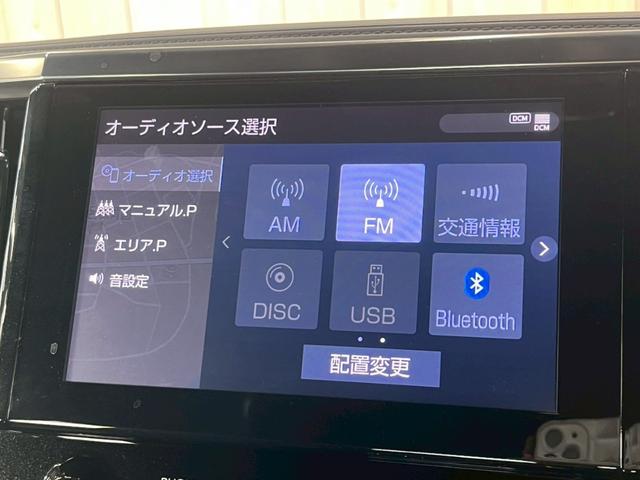 オーディオソース選択
DCM
DCM
オーディオ選択
マニュアル.P
エリア.P
音設定
AM
FM
交通情報
DISC
USB
Bluetooth
配置変更